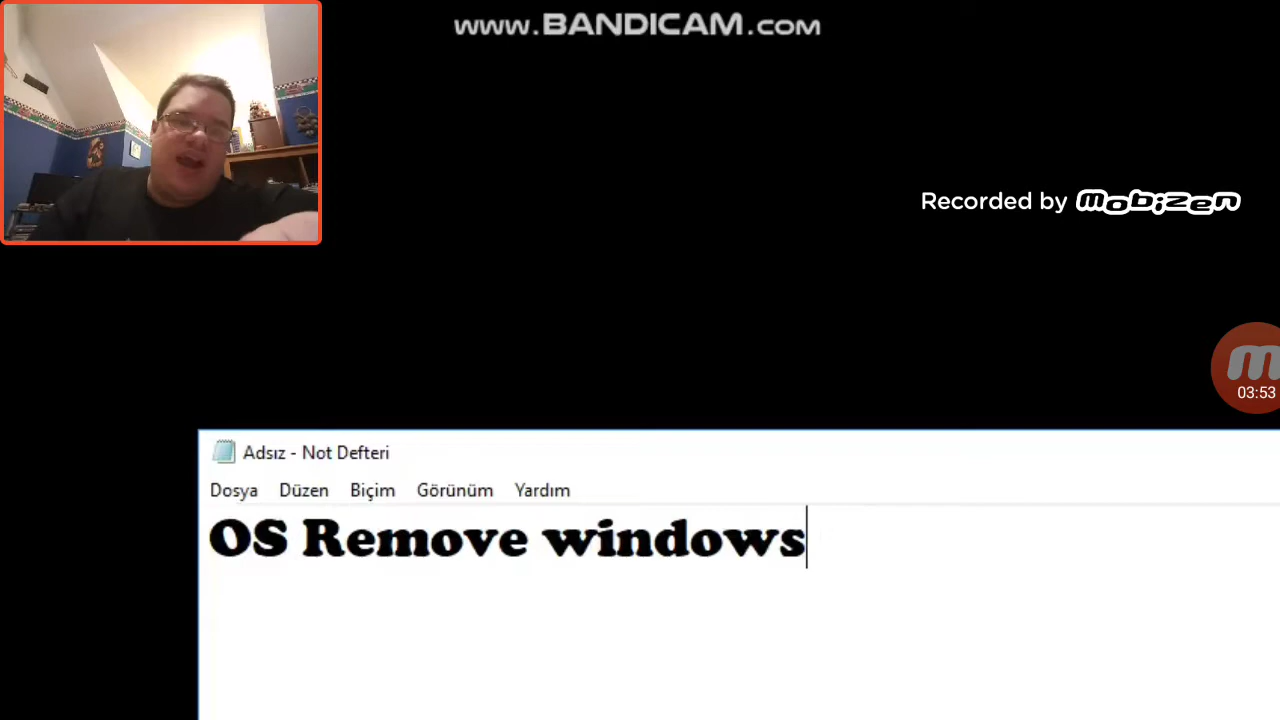 www.BANDICAM.com
Recorded by mobizen
03:53
Adsız - Not Defteri
Dosya Düzen Biçim Görünüm Yardım
OS Remove windows